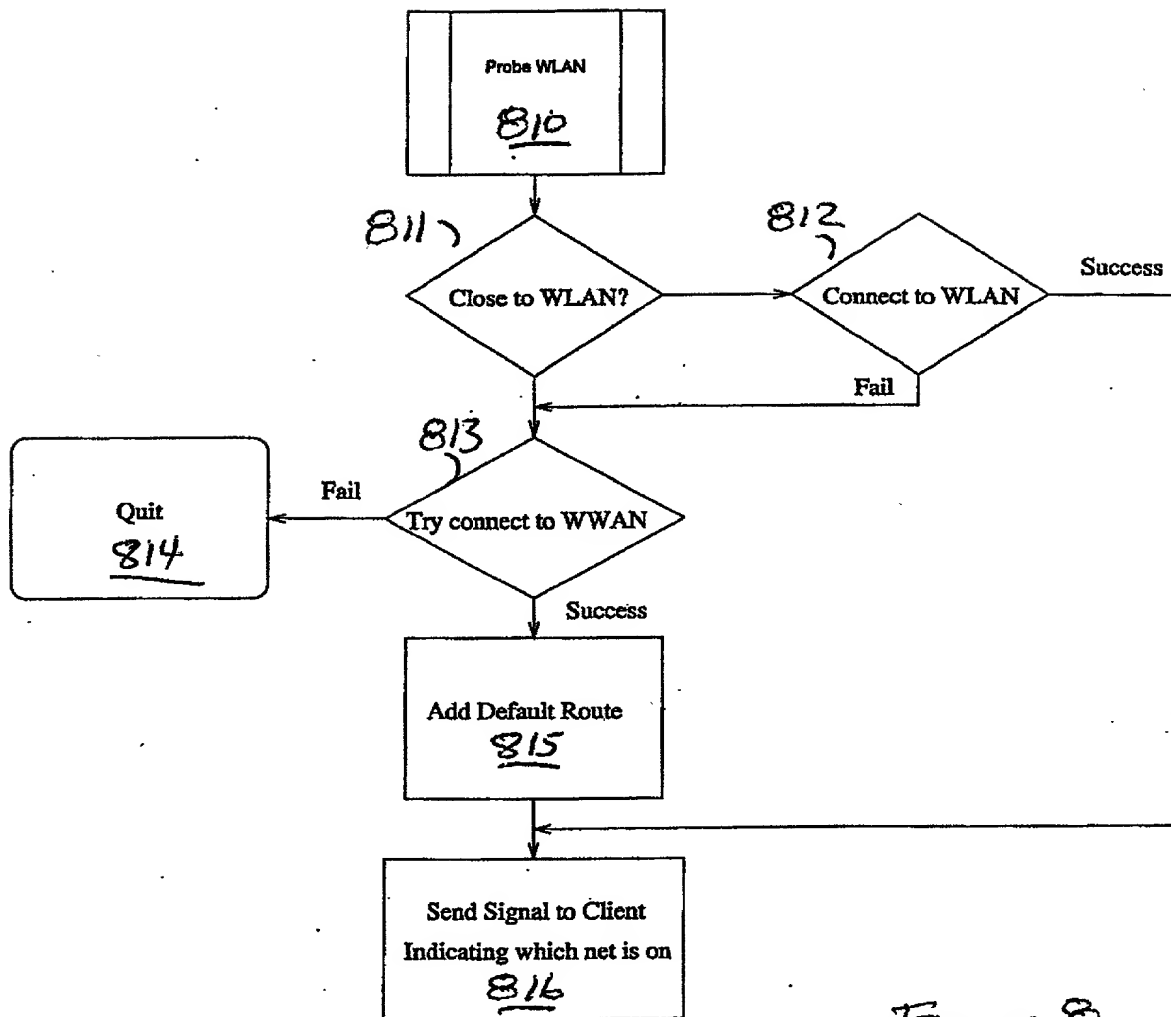 Probe WLAN
810
811
Close to WLAN?
812
Connect to WLAN
Success
Fail
813
Try connect to WWAN
Fail
Quit
814
Success
Add Default Route
815
Send Signal to Client
Indicating which net is on
816
8